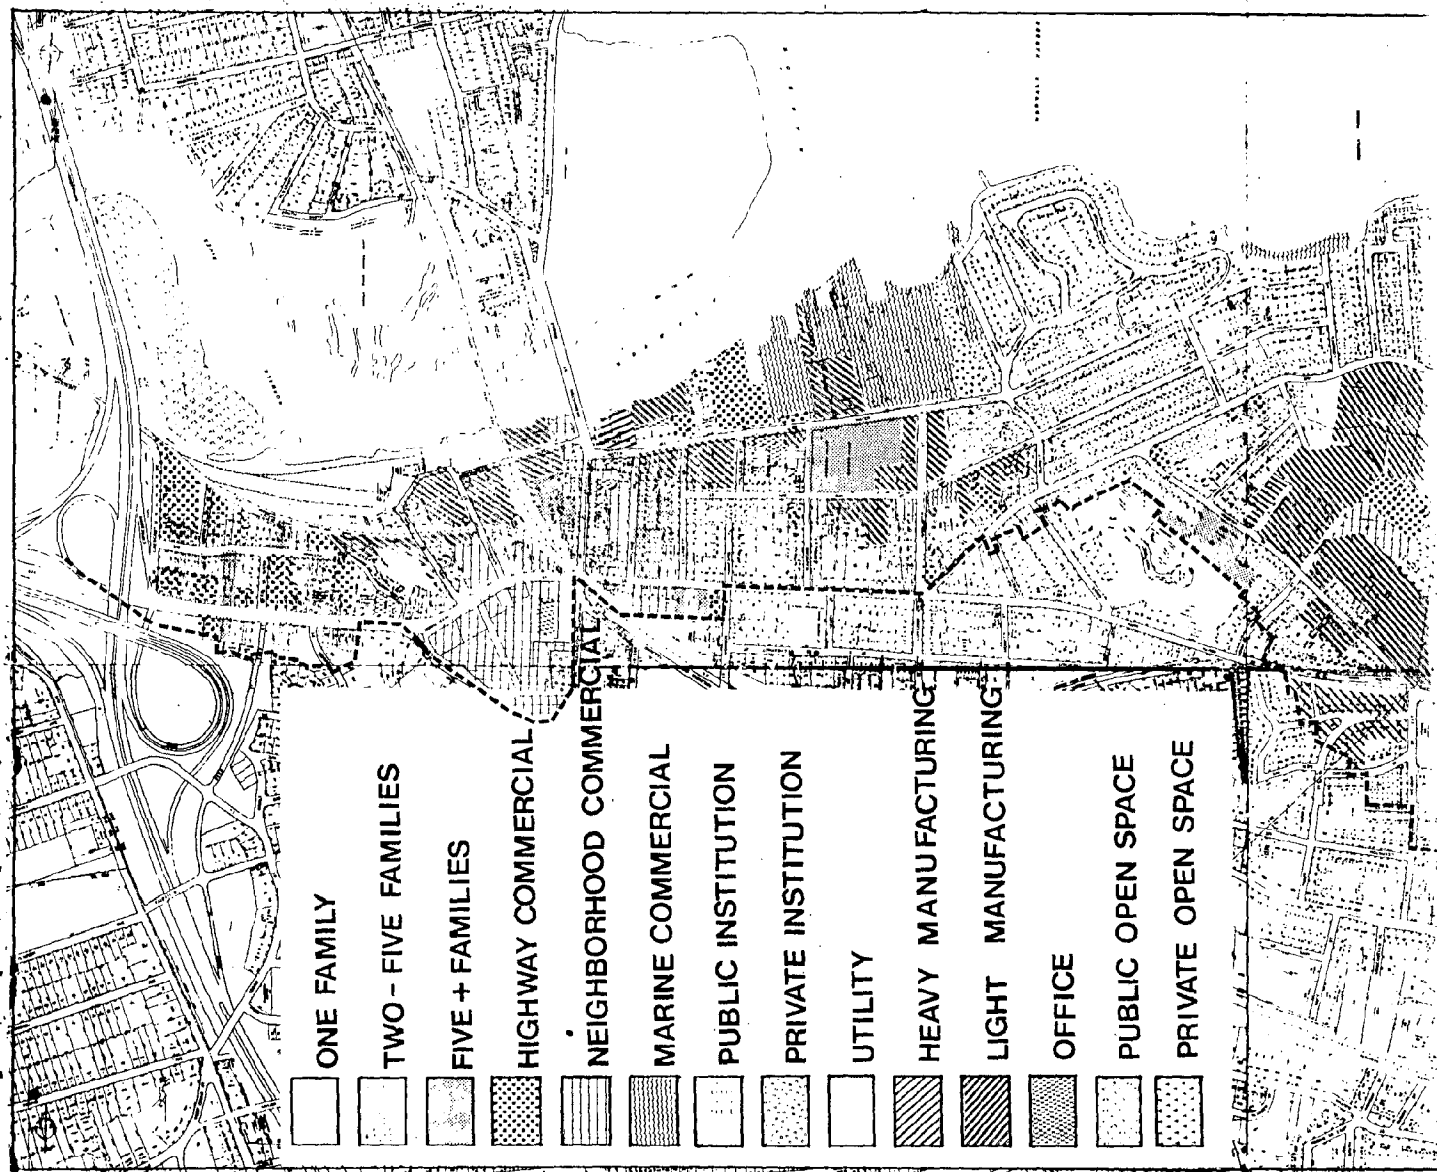 ONE FAMILY
TWO-FIVE FAMILIES
FIVE + FAMILIES
HIGHWAY COMMERCIAL
NEIGHBORHOOD COMMERCIAL
MARINE COMMERCIAL
PUBLIC INSTITUTION
PRIVATE INSTITUTION
UTILITY
HEAVY MANUFACTURING
LIGHT MANUFACTURING
OFFICE
PUBLIC OPEN SPACE
PRIVATE OPEN SPACE